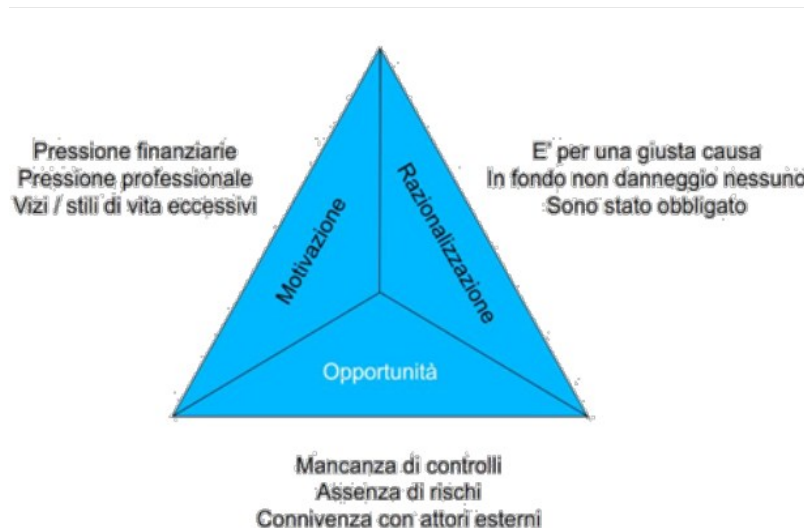 Pressione finanziarie
Pressione professionale
Vizi / stili di vita eccessivi
E' per una giusta causa
In fondo non danneggio nessuno
Sono stato obbligato
Motivazione
Razionalizzazione
Opportunità
Mancanza di controlli
Assenza di rischi
Connivenza con attori esterni